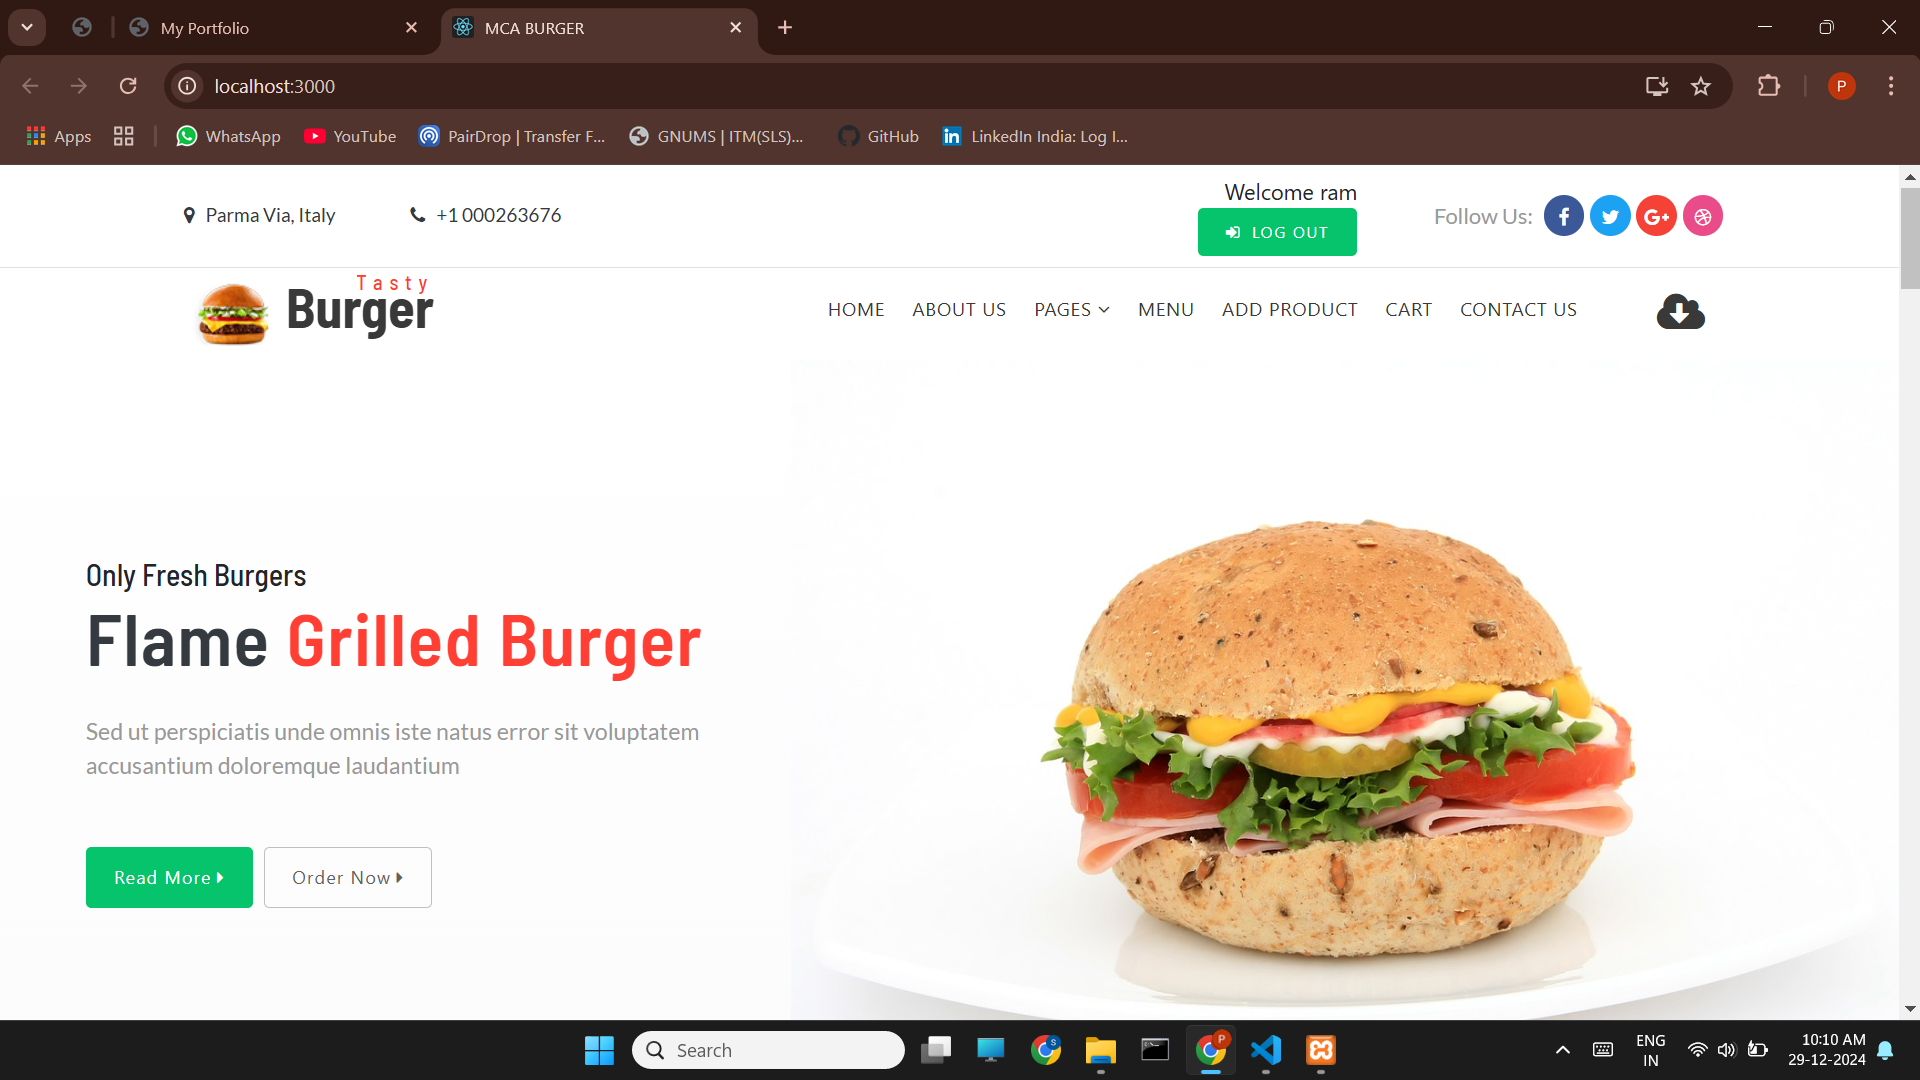 My Portfolio
MCA BURGER
localhost:3000
P
Apps
WhatsApp
YouTube
PairDrop | Transfer F...
GNUMS | ITM(SLS)...
GitHub
LinkedIn India: Log I...
Parma Via, Italy
+1 000263676
Welcome ram
LOG OUT
Follow Us:
Tasty
Burger
HOME
ABOUT US
PAGES
MENU
ADD PRODUCT
CART
CONTACT US
Only Fresh Burgers
Flame Grilled Burger
Sed ut perspiciatis unde omnis iste natus error sit voluptatem
accusantium doloremque laudantium
Read More
Order Now
Search
ENG
IN
10:10 AM
29-12-2024